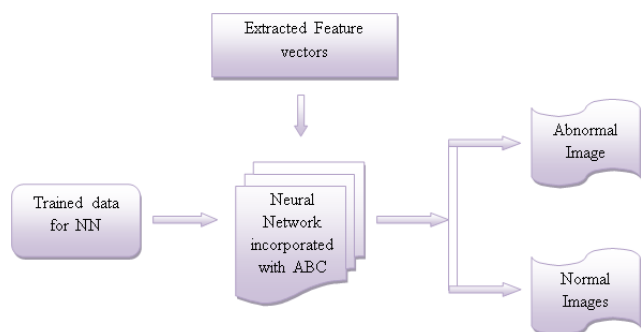 Extracted Feature
vectors
Trained data
for NN
Neural
Network
incorporated
with ABC
Abnormal
Image
Normal
Images